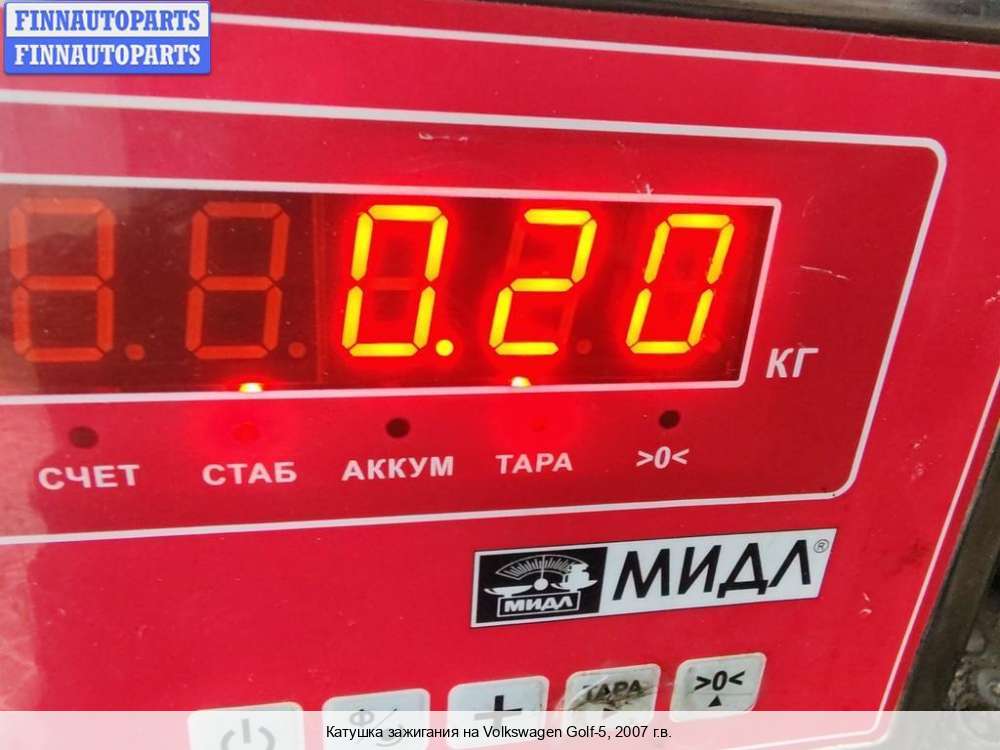 FINNAUTOPARTS
FINNAUTOPARTS
0.20
КГ
СЧЕТ СТАБ АККУМ ТАРА >0<
МИДЛ МИДЛ®
ТАРА >0<
Катушка зажигания на Volkswagen Golf-5, 2007 г.в.